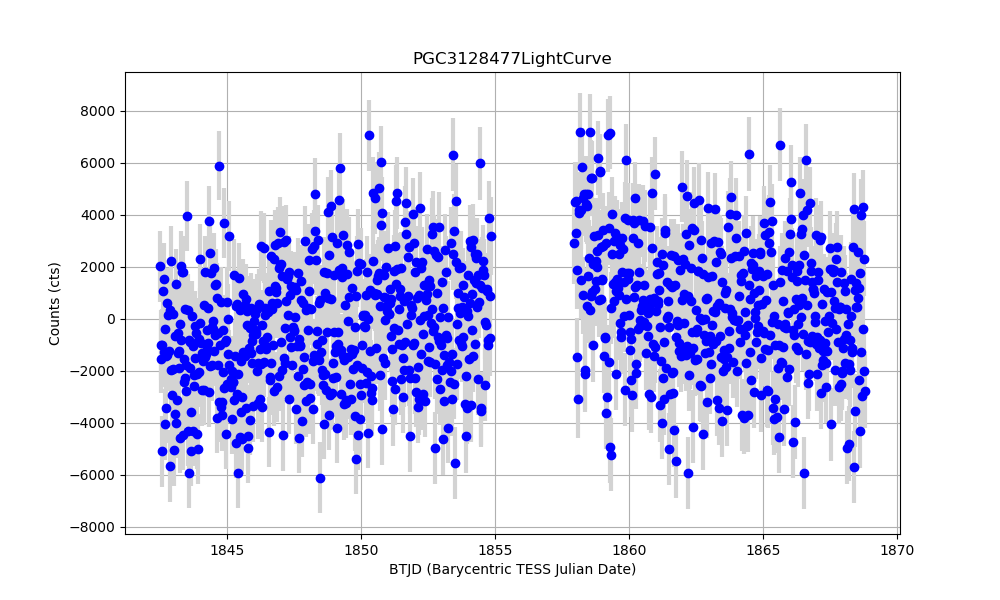 PGC3128477LightCurve
Counts (cts)
8000
6000
4000
2000
0
−2000
−4000
−6000
−8000
1845 1850 1855 1860 1865 1870
BTJD (Barycentric TESS Julian Date)